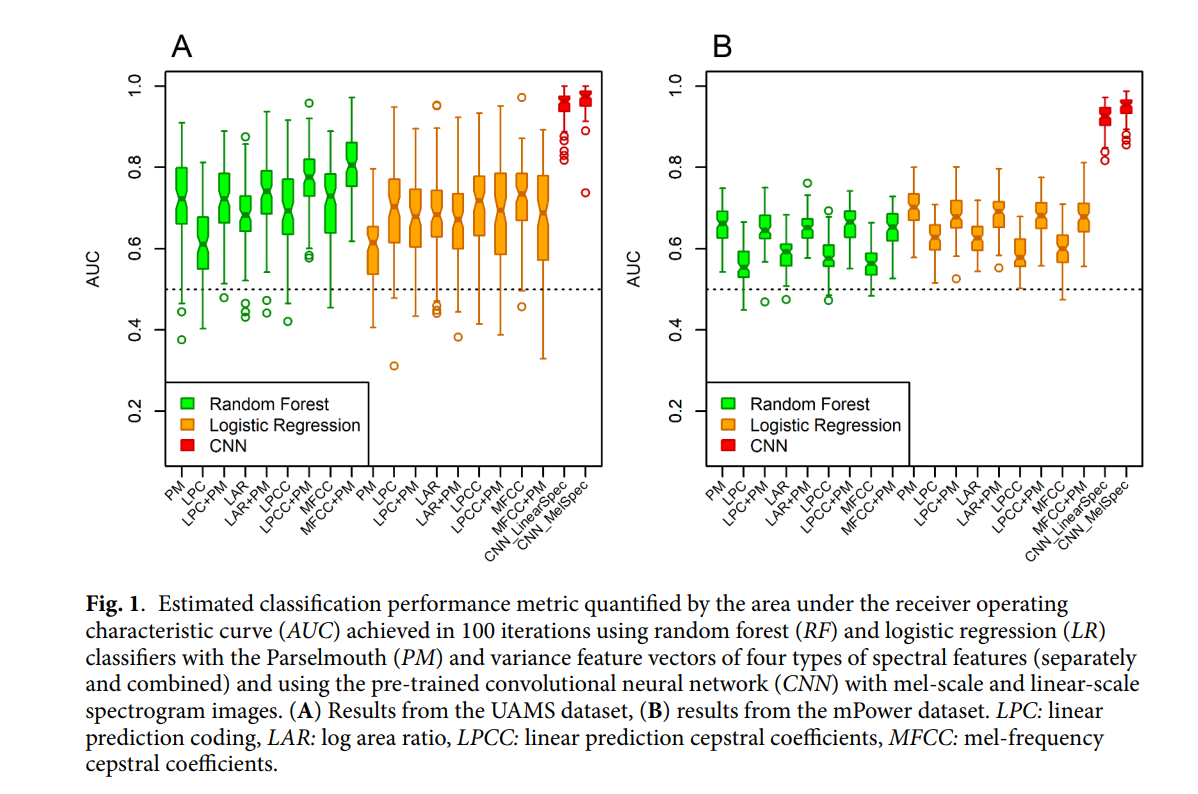 A
B
AUC
1.0
0.8
0.6
0.4
0.2
Random Forest
Logistic Regression
CNN
PM
LPC
LPC+PM
LAR
LAR+PM
LPCC
LPCC+PM
MFCC
MFCC+PM
PM
LPC
LPC+PM
LAR
LAR+PM
LPCC
LPCC+PM
MFCC
MFCC+PM
CNN_LinearSpec
CNN_MelSpec
AUC
1.0
0.8
0.6
0.4
0.2
Random Forest
Logistic Regression
CNN
PM
LPC
LPC+PM
LAR
LAR+PM
LPCC
LPCC+PM
MFCC
MFCC+PM
PM
LPC
LPC+PM
LAR
LAR+PM
LPCC
LPCC+PM
MFCC
MFCC+PM
CNN_LinearSpec
CNN_MelSpec
Fig. 1. Estimated classification performance metric quantified by the area under the receiver operating
characteristic curve (AUC) achieved in 100 iterations using random forest (RF) and logistic regression (LR)
classifiers with the Parselmouth (PM) and variance feature vectors of four types of spectral features (separately
and combined) and using the pre-trained convolutional neural network (CNN) with mel-scale and linear-scale
spectrogram images. (A) Results from the UAMS dataset, (B) results from the mPower dataset. LPC: linear
prediction coding, LAR: log area ratio, LPCC: linear prediction cepstral coefficients, MFCC: mel-frequency
cepstral coefficients.